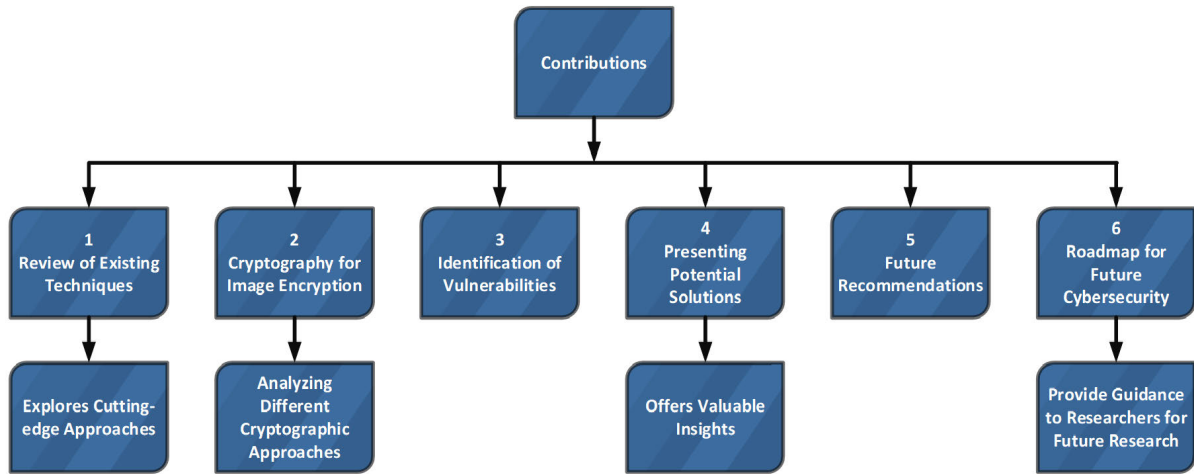 Contributions
1
Review of Existing
Techniques
2
Cryptography for
Image Encryption
3
Identification of
Vulnerabilities
4
Presenting
Potential
Solutions
5
Future
Recommendations
6
Roadmap for
Future
Cybersecurity
Explores Cutting-
edge Approaches
Analyzing
Different
Cryptographic
Approaches
Offers Valuable
Insights
Provide Guidance
to Researchers for
Future Research